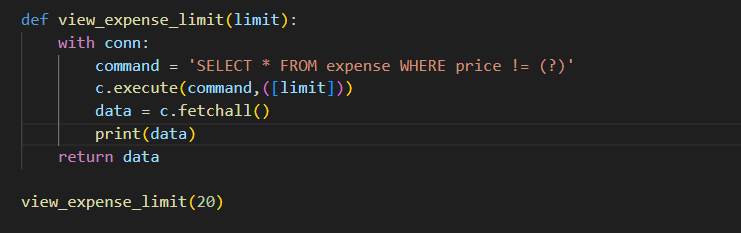 def view_expense_limit(limit):
    with conn:
        command = 'SELECT * FROM expense WHERE price != (?)'
        c.execute(command,([limit]))
        data = c.fetchall()
        print(data)
    return data
view_expense_limit(20)